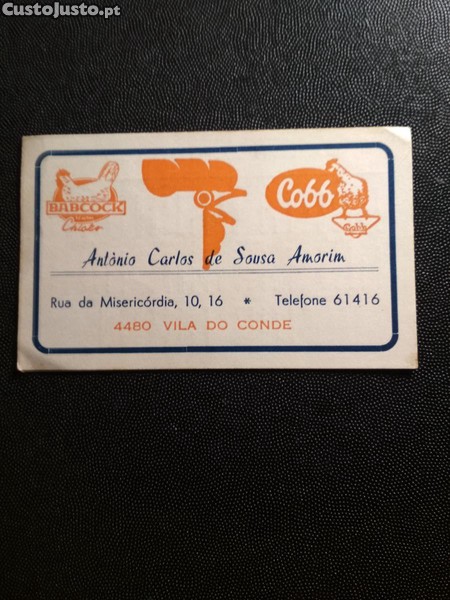 CustoJusto.pt
BABCOCK
Chicks
Cobb
António Carlos de Sousa Amorim
Rua da Misericórdia, 10, 16 * Telefone 61416
4480 VILA DO CONDE